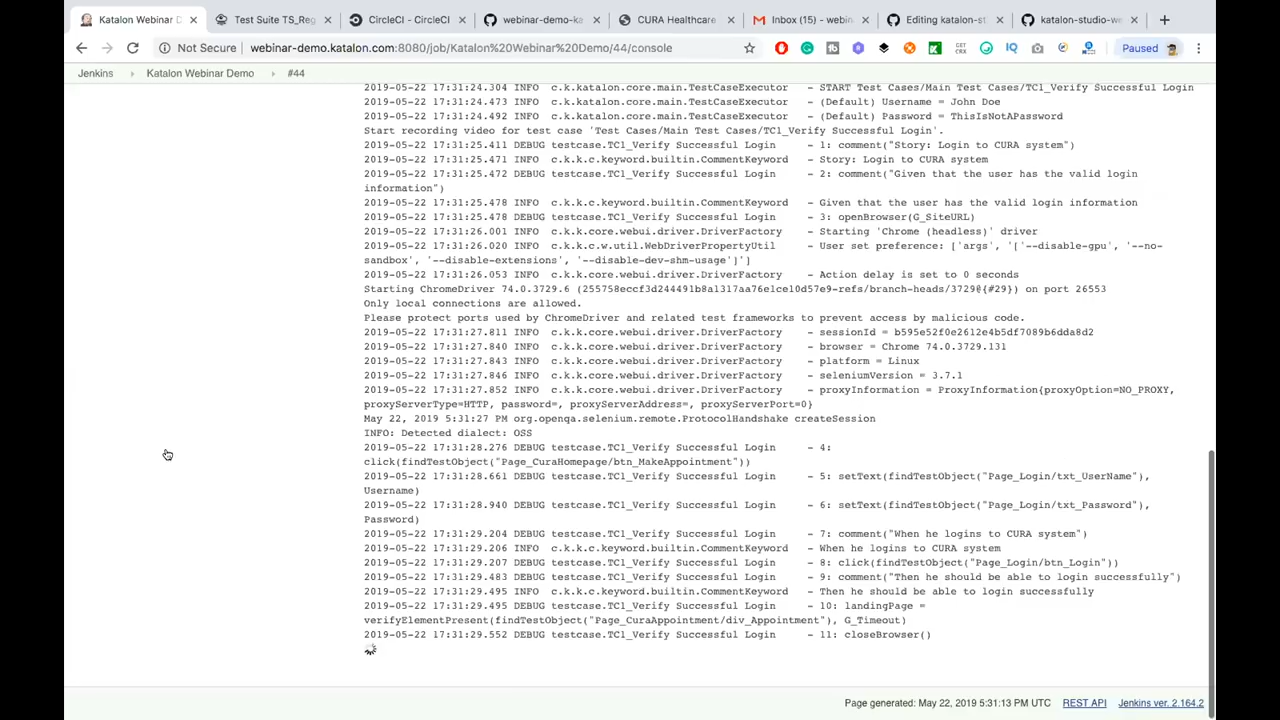 Katalon Webinar D
Test Suite TS_Reg
CircleCI - CircleCI
webinar-demo-ka
CURA Healthcare
Inbox (15) - webin
Editing katalon-st
katalon-studio-we
Not Secure
webinar-demo.katalon.com:8080/job/Katalon%20Webinar%20Demo/44/console
Paused
Jenkins
Katalon Webinar Demo
#44
2019-05-22 17:31:24.304 INFO c.k.katalon.core.main.TestCaseExecutor - START Test Cases/Main Test Cases/TC1_Verify Successful Login
2019-05-22 17:31:24.473 INFO c.k.katalon.core.main.TestCaseExecutor - (Default) Username = John Doe
2019-05-22 17:31:24.492 INFO c.k.katalon.core.main.TestCaseExecutor - (Default) Password = ThisIsNotAPassword
Start recording video for test case 'Test Cases/Main Test Cases/TC1_Verify Successful Login'.
2019-05-22 17:31:25.411 DEBUG testcase.TC1_Verify Successful Login - 1: comment("Story: Login to CURA system")
2019-05-22 17:31:25.471 INFO c.k.k.c.keyword.builtin.CommentKeyword - Story: Login to CURA system
2019-05-22 17:31:25.472 DEBUG testcase.TC1_Verify Successful Login - 2: comment("Given that the user has the valid login
information")
2019-05-22 17:31:25.478 INFO c.k.k.c.keyword.builtin.CommentKeyword - Given that the user has the valid login information
2019-05-22 17:31:25.478 DEBUG testcase.TC1_Verify Successful Login - 3: openBrowser(G_SiteURL)
2019-05-22 17:31:26.001 INFO c.k.k.core.webui.driver.DriverFactory - Starting 'Chrome (headless)' driver
2019-05-22 17:31:26.020 INFO c.k.k.c.w.util.WebDriverPropertyUtil - User set preference: ['args', '['--disable-gpu', '--no-
sandbox', '--disable-extensions', '--disable-dev-shm-usage']']
2019-05-22 17:31:26.053 INFO c.k.k.core.webui.driver.DriverFactory - Action delay is set to 0 seconds
Starting ChromeDriver 74.0.3729.6 (255758eccf3d244491b8a1317aa76e1ce10d57e9-refs/branch-heads/3729@{#29}) on port 26553
Only local connections are allowed.
Please protect ports used by ChromeDriver and related test frameworks to prevent access by malicious code.
2019-05-22 17:31:27.811 INFO c.k.k.core.webui.driver.DriverFactory - sessionId = b595e52f0e2612e4b5df7089b6dda8d2
2019-05-22 17:31:27.840 INFO c.k.k.core.webui.driver.DriverFactory - browser = Chrome 74.0.3729.131
2019-05-22 17:31:27.843 INFO c.k.k.core.webui.driver.DriverFactory - platform = Linux
2019-05-22 17:31:27.846 INFO c.k.k.core.webui.driver.DriverFactory - seleniumVersion = 3.7.1
2019-05-22 17:31:27.852 INFO c.k.k.core.webui.driver.DriverFactory - proxyInformation = ProxyInformation{proxyOption=NO_PROXY,
proxyServerType=HTTP, password=, proxyServerAddress=, proxyServerPort=0}
May 22, 2019 5:31:27 PM org.openqa.selenium.remote.ProtocolHandshake createSession
INFO: Detected dialect: OSS
2019-05-22 17:31:28.276 DEBUG testcase.TC1_Verify Successful Login - 4:
click(findTestObject("Page_CuraHomepage/btn_MakeAppointment"))
2019-05-22 17:31:28.661 DEBUG testcase.TC1_Verify Successful Login - 5: setText(findTestObject("Page_Login/txt_UserName"),
Username)
2019-05-22 17:31:28.940 DEBUG testcase.TC1_Verify Successful Login - 6: setText(findTestObject("Page_Login/txt_Password"),
Password)
2019-05-22 17:31:29.204 DEBUG testcase.TC1_Verify Successful Login - 7: comment("When he logins to CURA system")
2019-05-22 17:31:29.206 INFO c.k.k.c.keyword.builtin.CommentKeyword - When he logins to CURA system
2019-05-22 17:31:29.207 DEBUG testcase.TC1_Verify Successful Login - 8: click(findTestObject("Page_Login/btn_Login"))
2019-05-22 17:31:29.483 DEBUG testcase.TC1_Verify Successful Login - 9: comment("Then he should be able to login successfully")
2019-05-22 17:31:29.495 INFO c.k.k.c.keyword.builtin.CommentKeyword - Then he should be able to login successfully
2019-05-22 17:31:29.495 DEBUG testcase.TC1_Verify Successful Login - 10: landingPage =
verifyElementPresent(findTestObject("Page_CuraAppointment/div_Appointment"), G_Timeout)
2019-05-22 17:31:29.552 DEBUG testcase.TC1_Verify Successful Login - 11: closeBrowser()
Page generated: May 22, 2019 5:31:13 PM UTC
REST API
Jenkins ver. 2.164.2